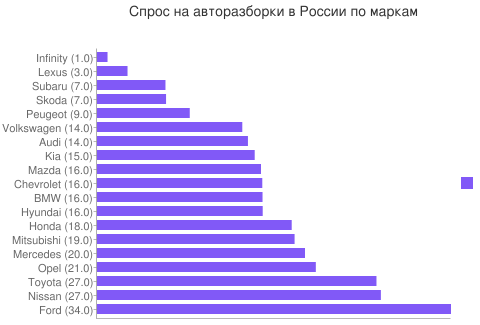 Спрос на авторазборки в России по маркам
Infinity (1.0)
Lexus (3.0)
Subaru (7.0)
Skoda (7.0)
Peugeot (9.0)
Volkswagen (14.0)
Audi (14.0)
Kia (15.0)
Mazda (16.0)
Chevrolet (16.0)
BMW (16.0)
Hyundai (16.0)
Honda (18.0)
Mitsubishi (19.0)
Mercedes (20.0)
Opel (21.0)
Toyota (27.0)
Nissan (27.0)
Ford (34.0)